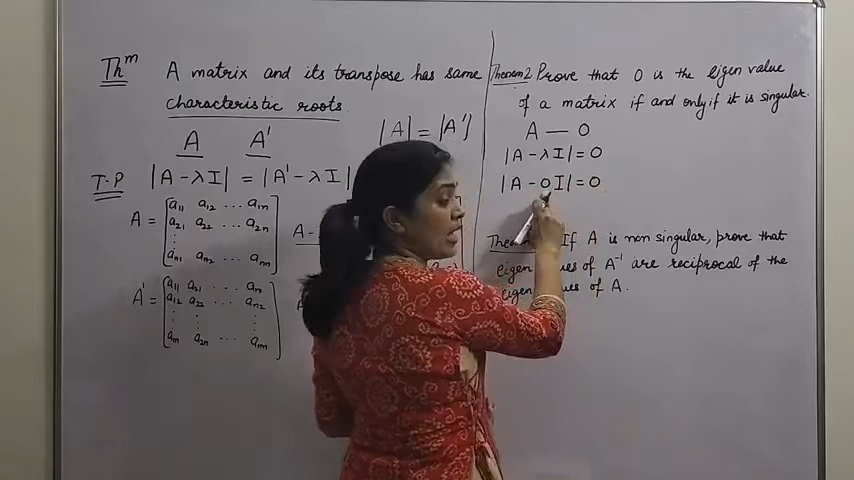 Thm A matrix and its transpose has same
characteristic roots.
A A'
|A| = |A'|
T.P |A - λI| = |A' - λI|
A = [a11 a12 ... a1n
a21 a22 ... a2n
⋮
an1 an2 ... ann]
A -
A' = [a11 a21 ... an1
a12 a22 ... an2
⋮ ⋮ ⋮
a1n a2n ... ann]
Theorem 2 Prove that 0 is the eigen value
of a matrix if and only if it is singular.
A — 0
|A - λI| = 0
|A - 0I| = 0
If A is non singular, prove that
eigen of A⁻¹ are reciprocal of the
eigen of A.